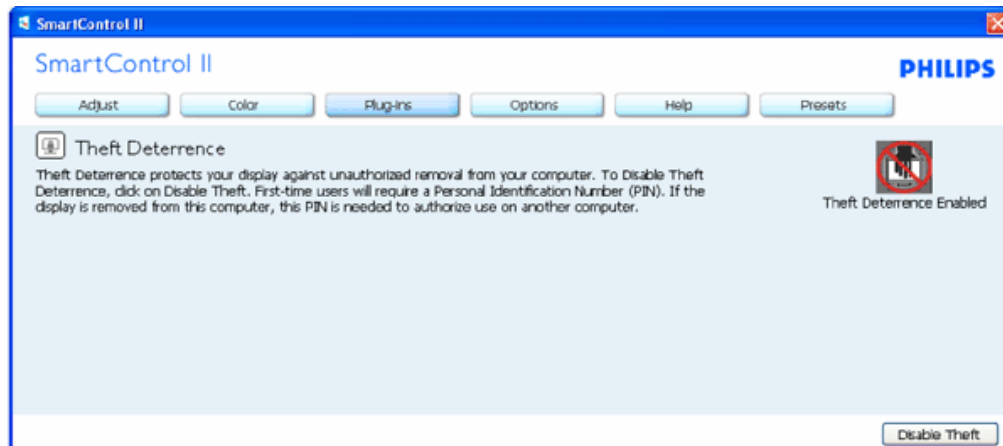 SmartControl II
SmartControl II
PHILIPS
Adjust Color Plug-Ins Options Help Presets
Theft Deterrence
Theft Deterrence protects your display against unauthorized removal from your computer. To Disable Theft
Deterrence, click on Disable Theft. First-time users will require a Personal Identification Number (PIN). If the
display is removed from this computer, this PIN is needed to authorize use on another computer.
Theft Deterrence Enabled
Disable Theft